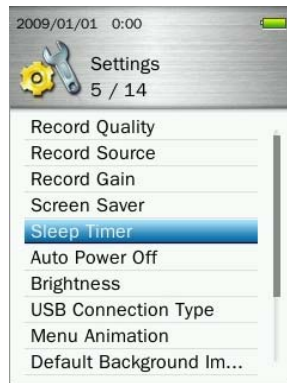 2009/01/01 0:00
Settings
5 / 14
Record Quality
Record Source
Record Gain
Screen Saver
Sleep Timer
Auto Power Off
Brightness
USB Connection Type
Menu Animation
Default Background Im...